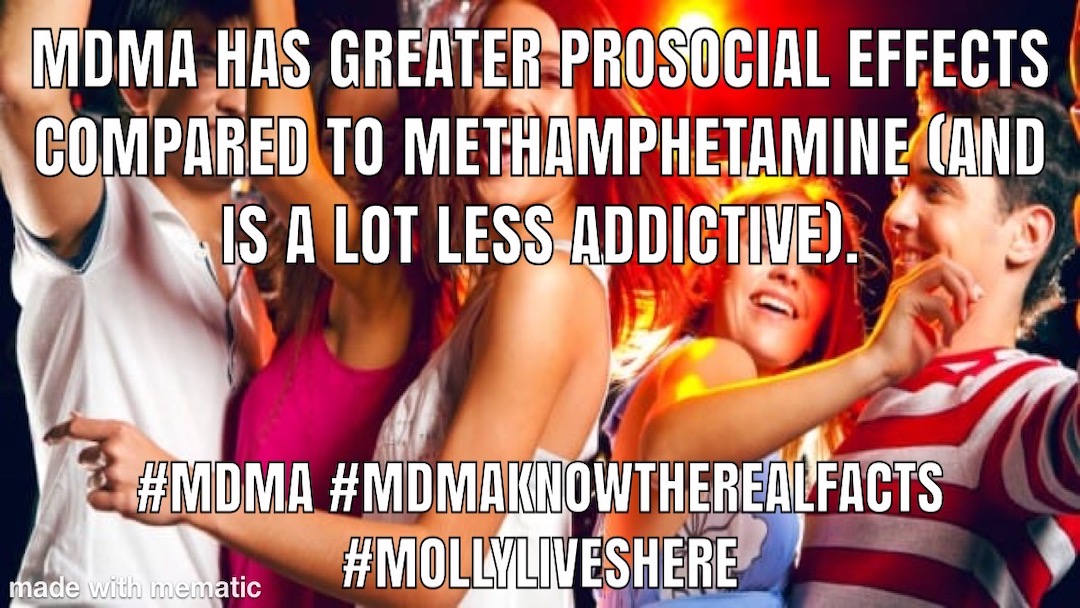 MDMA HAS GREATER PROSOCIAL EFFECTS
COMPARED TO METHAMPHETAMINE (AND
IS A LOT LESS ADDICTIVE).
#MDMA #MDMAKNOWTHEREALFACTS
#MOLLYLIVESHERE
made with mematic